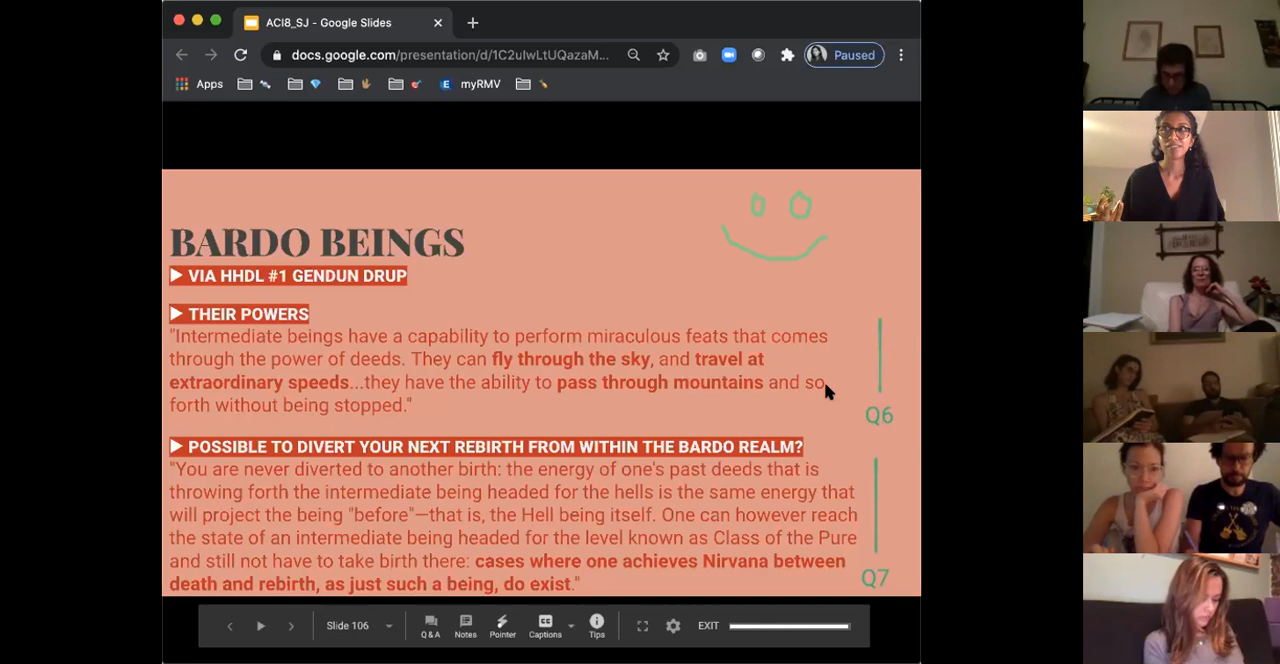 ACI8_SJ - Google Slides
docs.google.com/presentation/d/1C2uIwLtUQazaM...
Paused
Apps
E myRMV
BARDO BEINGS
VIA HHDL #1 GENDUN DRUP
THEIR POWERS
"Intermediate beings have a capability to perform miraculous feats that comes
through the power of deeds. They can fly through the sky, and travel at
extraordinary speeds...they have the ability to pass through mountains and so
forth without being stopped."
Q6
POSSIBLE TO DIVERT YOUR NEXT REBIRTH FROM WITHIN THE BARDO REALM?
"You are never diverted to another birth: the energy of one's past deeds that is
throwing forth the intermediate being headed for the hells is the same energy that
will project the being "before"—that is, the Hell being itself. One can however reach
the state of an intermediate being headed for the level known as Class of the Pure
and still not have to take birth there: cases where one achieves Nirvana between
death and rebirth, as just such a being, do exist."
Q7
Slide 106
Q & A
Notes
Pointer
CC
Captions
Tips
EXIT